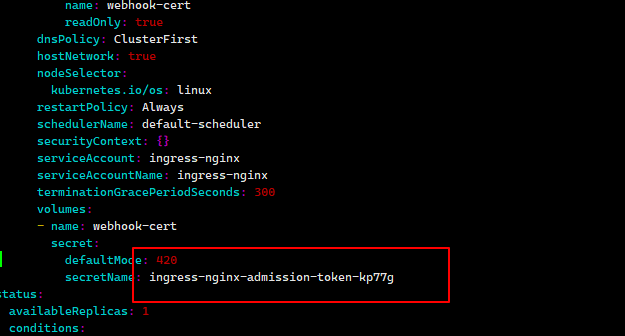 name: webhook-cert
readOnly: true
dnsPolicy: ClusterFirst
hostNetwork: true
nodeSelector:
kubernetes.io/os: linux
restartPolicy: Always
schedulerName: default-scheduler
securityContext: {}
serviceAccount: ingress-nginx
serviceAccountName: ingress-nginx
terminationGracePeriodSeconds: 300
volumes:
- name: webhook-cert
secret:
defaultMode: 420
secretName: ingress-nginx-admission-token-kp77g
status:
availableReplicas: 1
conditions: